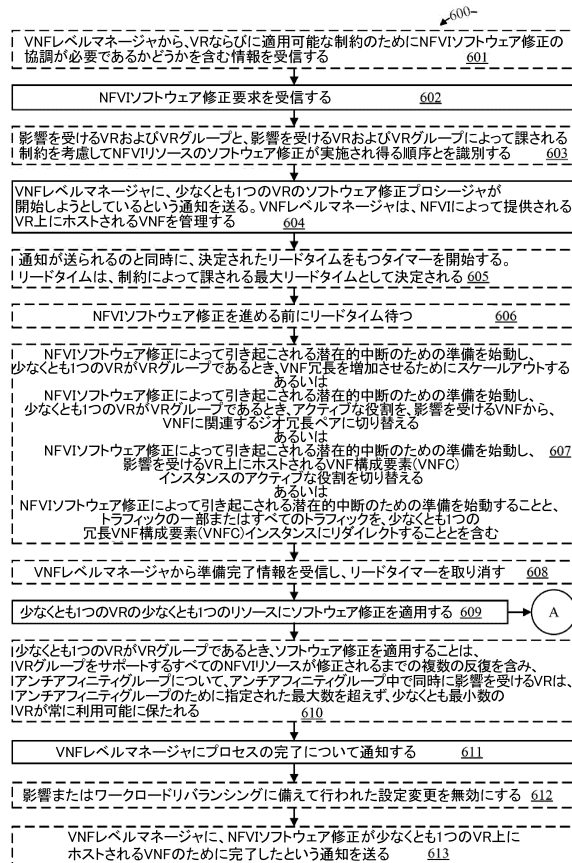 600
VNFレベルマネージャから、VRならびに適用可能な制約のためにNFVIソフトウェア修正の
協調が必要であるかどうかを含む情報を受信する 601
NFVIソフトウェア修正要求を受信する 602
影響を受けるVRおよびVRグループと、影響を受けるVRおよびVRグループによって課される
制約を考慮してNFVIリソースのソフトウェア修正が実施され得る順序とを識別する 603
VNFレベルマネージャに、少なくとも1つのVRのソフトウェア修正プロシージャが
開始しようとしているという通知を送る。VNFレベルマネージャは、NFVIによって提供される
VR上にホストされるVNFを管理する 604
通知が送られるのと同時に、決定されたリードタイムをもつタイマーを開始する。
リードタイムは、制約によって課される最大リードタイムとして決定される 605
NFVIソフトウェア修正を進める前にリードタイム待つ 606
NFVIソフトウェア修正によって引き起こされる潜在的中断のための準備を始動し、
少なくとも1つのVRがVRグループであるとき、VNF冗長を増加させるためにスケールアウトする
あるいは
NFVIソフトウェア修正によって引き起こされる潜在的中断のための準備を始動し、
少なくとも1つのVRがVRグループであるとき、アクティブな役割を、影響を受けるVNFから、
VNFに関連するジオ冗長ペアに切り替える
あるいは
NFVIソフトウェア修正によって引き起こされる潜在的中断のための準備を始動し、 607
影響を受けるVR上にホストされるVNF構成要素(VNFC)
インスタンスのアクティブな役割を切り替える
あるいは
NFVIソフトウェア修正によって引き起こされる潜在的中断のための準備を始動することと、
トラフィックの一部またはすべてのトラフィックを、少なくとも1つの
冗長VNF構成要素(VNFC)インスタンスにリダイレクトすることとを含む
VNFレベルマネージャから準備完了情報を受信し、リードタイマーを取り消す 608
少なくとも1つのVRの少なくとも1つのリソースにソフトウェア修正を適用する 609
A
少なくとも1つのVRがVRグループであるとき、ソフトウェア修正を適用することは、
VRグループをサポートするすべてのNFVIリソースが修正されるまでの複数の反復を含み、
アンチアフィニティグループについて、アンチアフィニティグループ中で同時に影響を受けるVRは、
アンチアフィニティグループのために指定された最大数を超えず、少なくとも最小数の
VRが常に利用可能に保たれる 610
VNFレベルマネージャにプロセスの完了について通知する 611
影響またはワークロードリバランシングに備えて行われた設定変更を無効にする 612
VNFレベルマネージャに、NFVIソフトウェア修正が少なくとも1つのVR上に
ホストされるVNFのために完了したという通知を送る 613